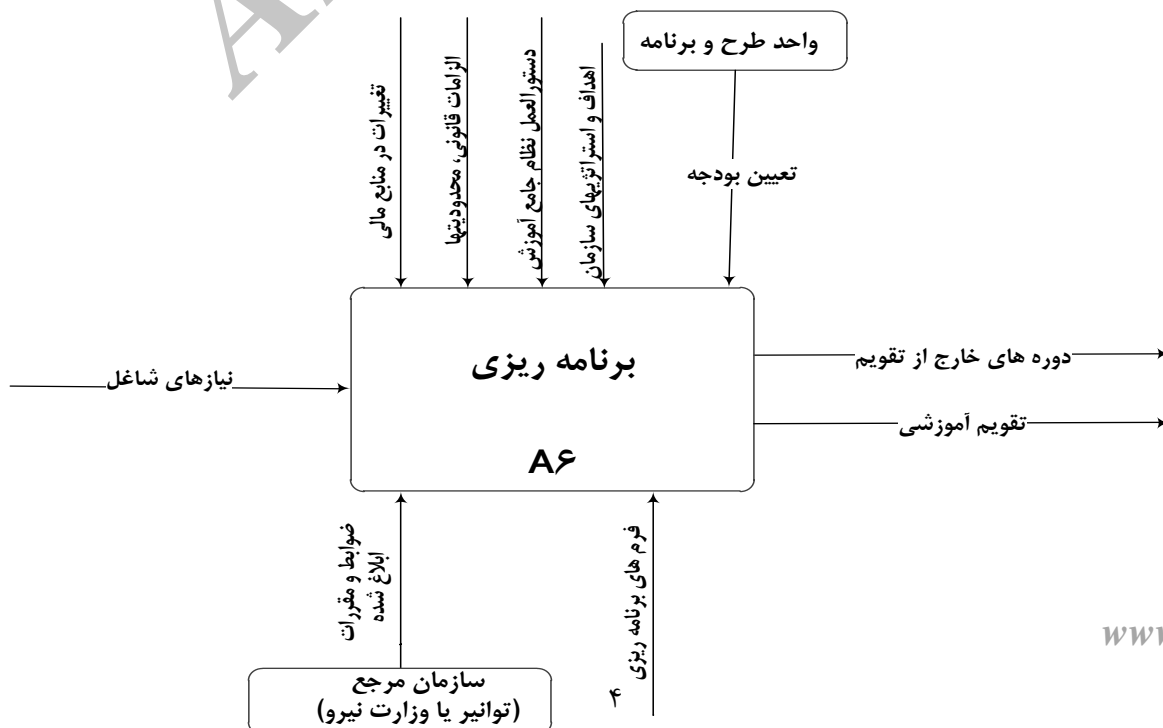 واحد طرح و برنامه
تغییرات در منابع مالی
الزامات قانونی، محدودیتها
دستورالعمل نظام جامع آموزش
اهداف و استراتژیهای سازمان
تعیین بودجه
برنامه ریزی
A۶
نیازهای شاغل
دوره های خارج از تقویم
تقویم آموزشی
ضوابط و مقررات
ابلاغ شده
فرم های برنامه ریزی
سازمان مرجع
(توانیر یا وزارت نیرو)
۴
www